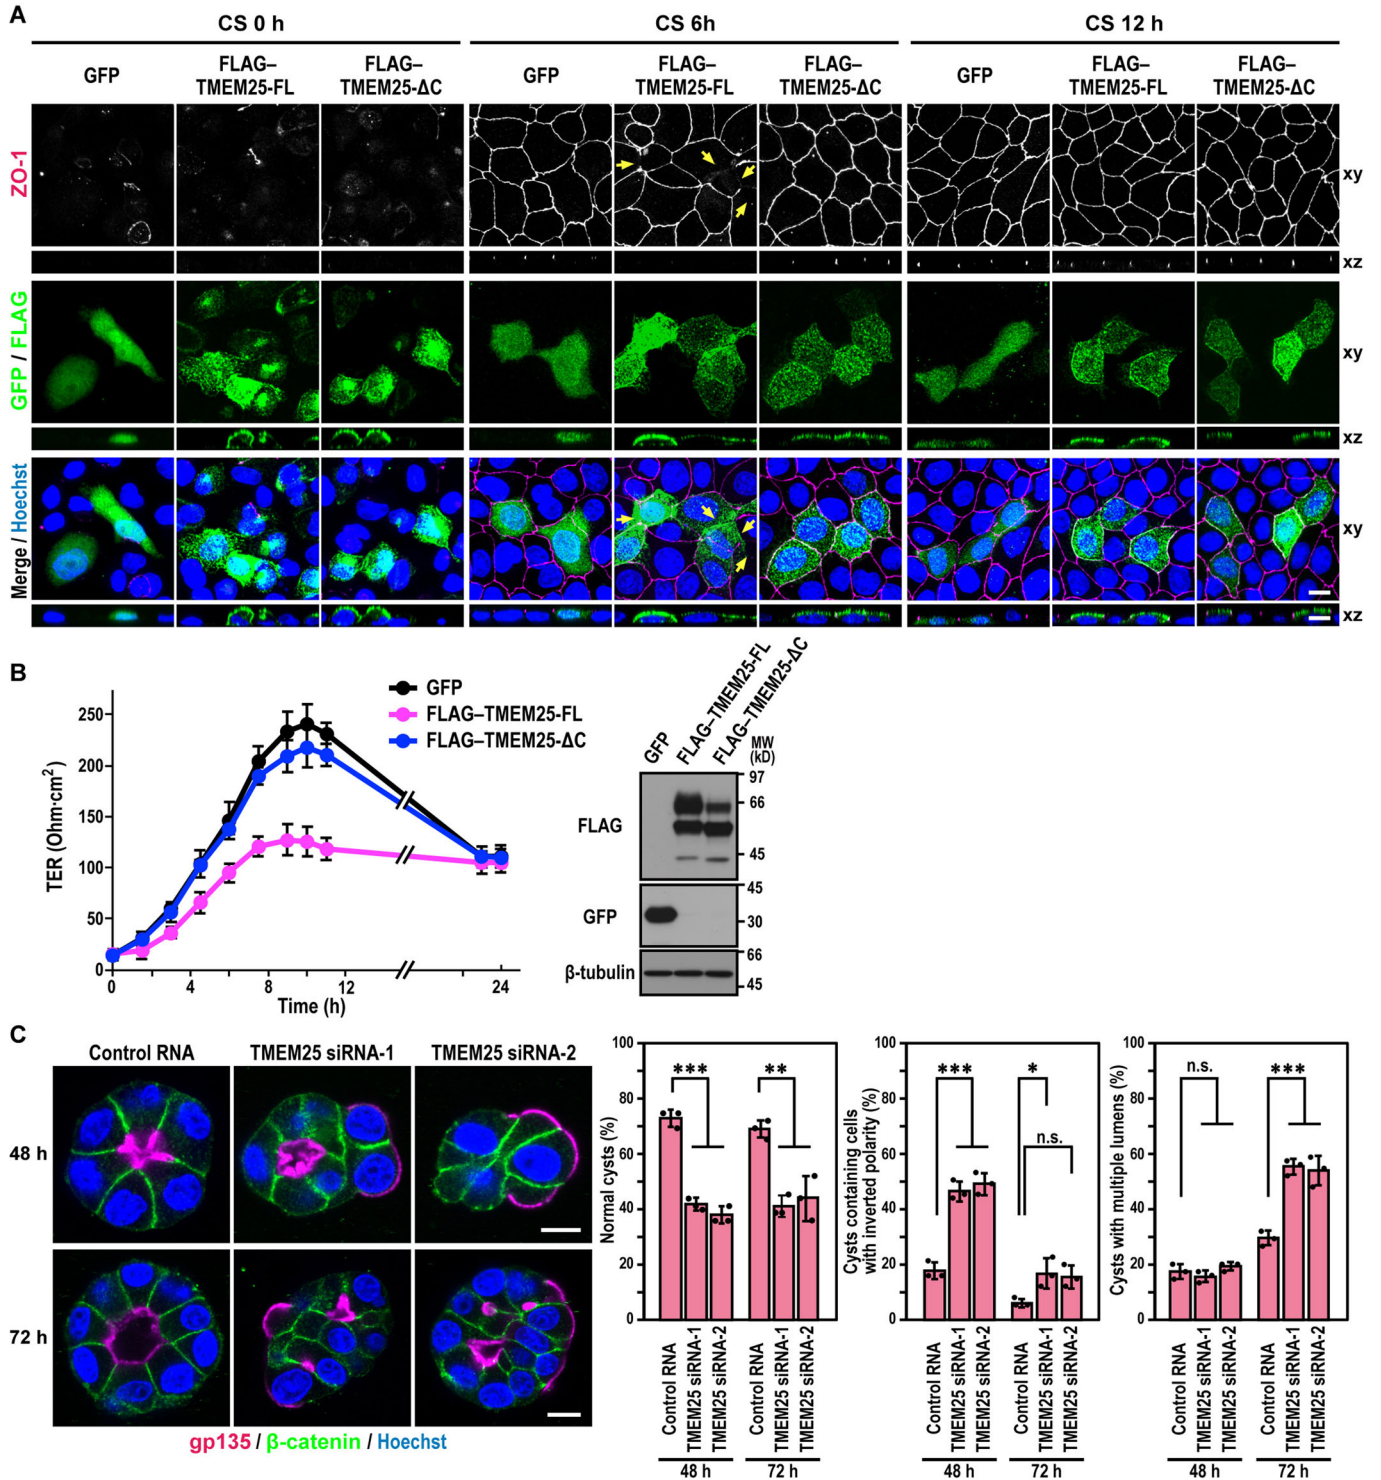 A
CS 0 h
CS 6h
CS 12 h
GFP
FLAG–
TMEM25-FL
FLAG–
TMEM25-ΔC
GFP
FLAG–
TMEM25-FL
FLAG–
TMEM25-ΔC
GFP
FLAG–
TMEM25-FL
FLAG–
TMEM25-ΔC
ZO-1
xy
xz
GFP / FLAG
xy
xz
Merge / Hoechst
xy
xz
B
TER (Ohm·cm2)
250
200
150
100
50
0
0
4
8
12
24
Time (h)
GFP
FLAG–TMEM25-FL
FLAG–TMEM25-ΔC
GFP
FLAG–TMEM25-FL
FLAG–TMEM25-ΔC
MW
(kD)
FLAG
97
66
45
GFP
45
30
β-tubulin
66
45
C
Control RNA
TMEM25 siRNA-1
TMEM25 siRNA-2
48 h
72 h
gp135 / β-catenin / Hoechst
Normal cysts (%)
100
80
60
40
20
0
***
**
Control RNA
TMEM25 siRNA-1
TMEM25 siRNA-2
Control RNA
TMEM25 siRNA-1
TMEM25 siRNA-2
48 h
72 h
Cysts containing cells
with inverted polarity (%)
100
80
60
40
20
0
***
*
n.s.
Control RNA
TMEM25 siRNA-1
TMEM25 siRNA-2
Control RNA
TMEM25 siRNA-1
TMEM25 siRNA-2
48 h
72 h
Cysts with multiple lumens (%)
100
80
60
40
20
0
n.s.
***
Control RNA
TMEM25 siRNA-1
TMEM25 siRNA-2
Control RNA
TMEM25 siRNA-1
TMEM25 siRNA-2
48 h
72 h